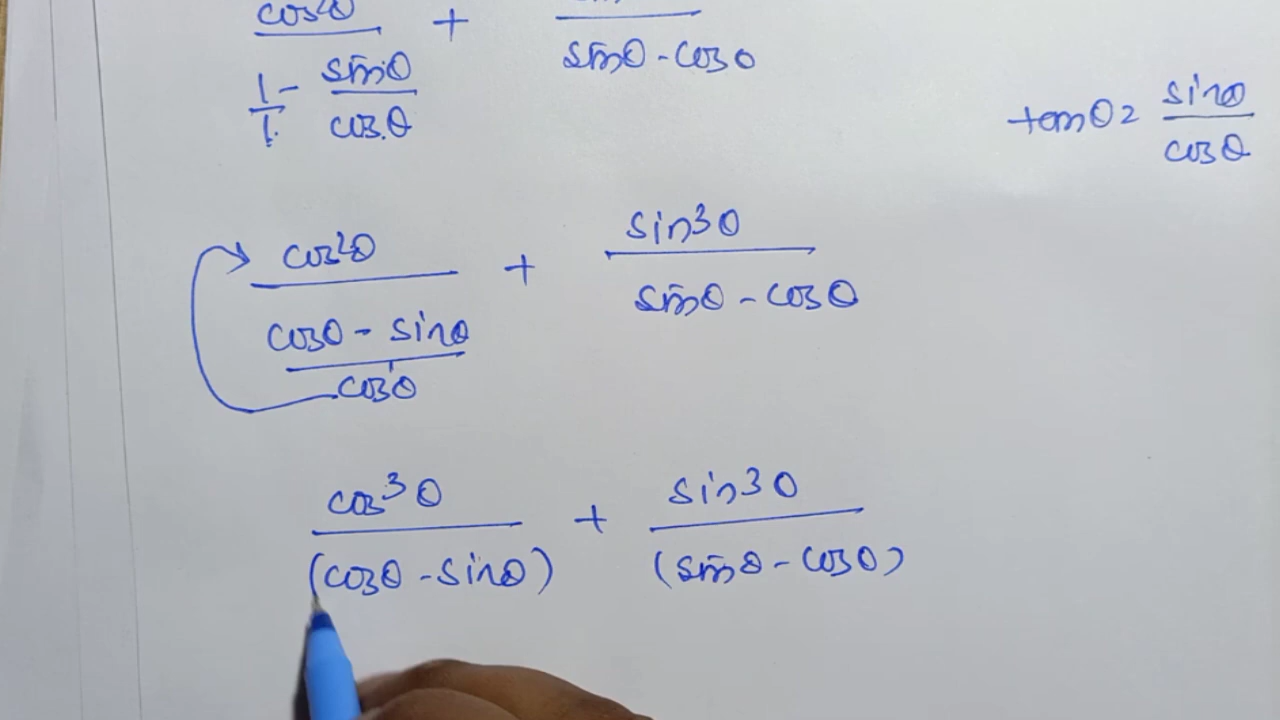 cos²θ +
1/1 - sinθ/cosθ
sinθ - cosθ
tanθ = sinθ/cosθ
cos²θ + sin³θ
cosθ - sinθ
sinθ - cosθ
cosθ
cos³θ + sin³θ
(cosθ - sinθ) (sinθ - cosθ)